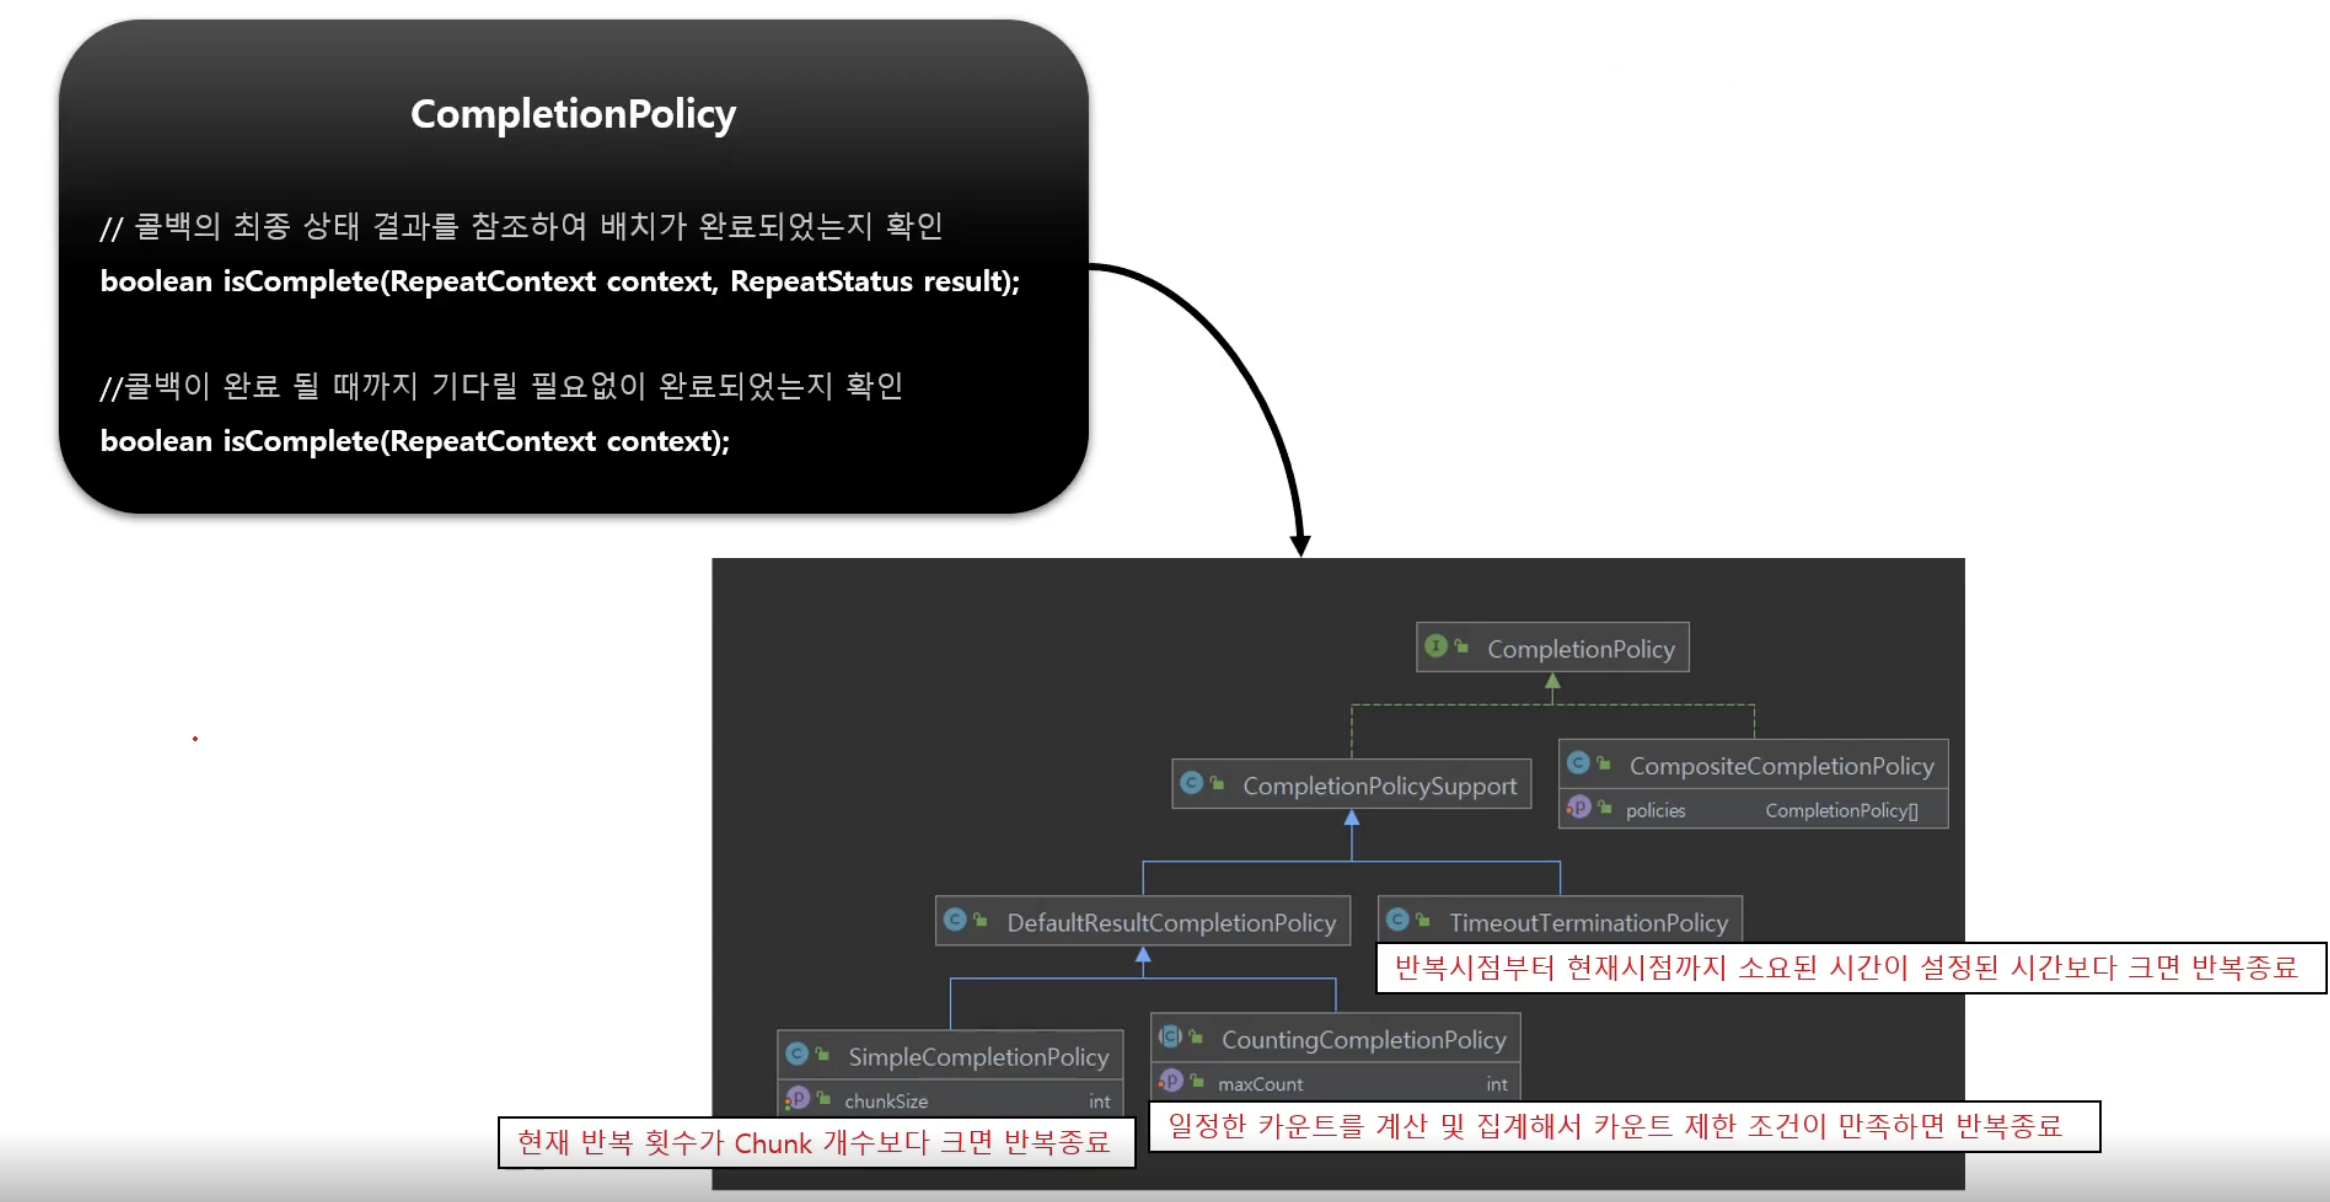 CompletionPolicy
// 콜백의 최종 상태 결과를 참조하여 배치가 완료되었는지 확인
boolean isComplete(RepeatContext context, RepeatStatus result);
//콜백이 완료 될 때까지 기다릴 필요없이 완료되었는지 확인
boolean isComplete(RepeatContext context);
CompletionPolicy
CompletionPolicySupport
CompositeCompletionPolicy
policies CompletionPolicy[]
DefaultResultCompletionPolicy
TimeoutTerminationPolicy
반복시점부터 현재시점까지 소요된 시간이 설정된 시간보다 크면 반복종료
SimpleCompletionPolicy
chunkSize int
현재 반복 횟수가 Chunk 개수보다 크면 반복종료
CountingCompletionPolicy
maxCount int
일정한 카운트를 계산 및 집계해서 카운트 제한 조건이 만족하면 반복종료